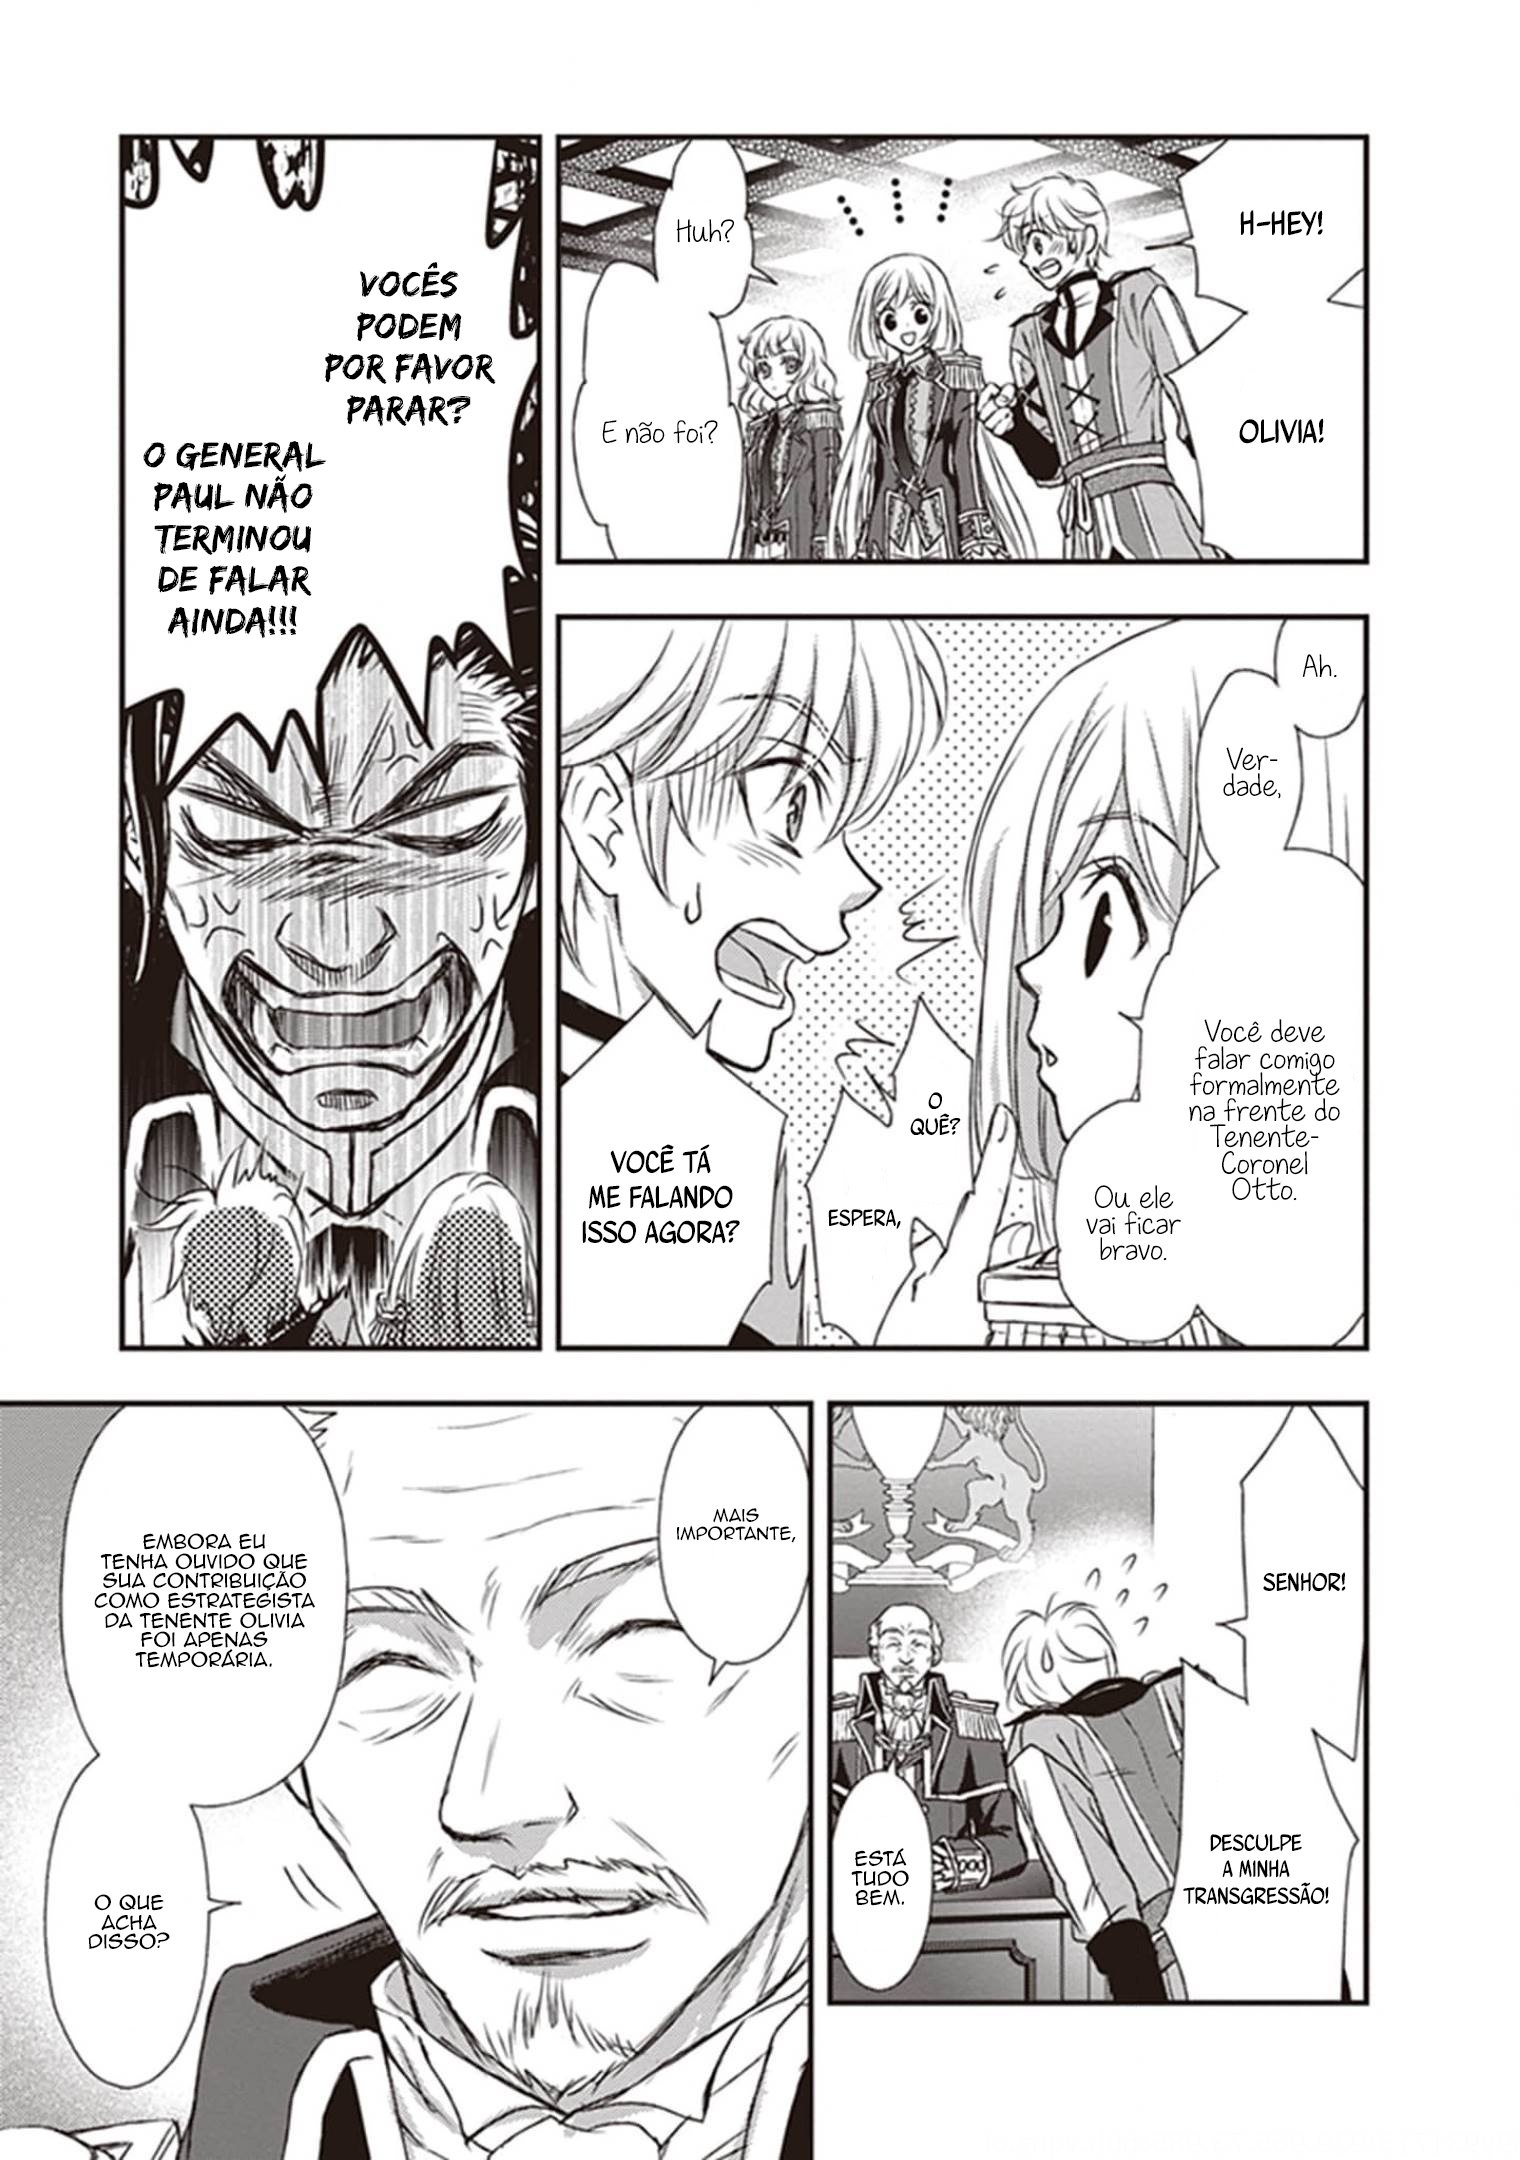 H-HEY!
OLIVIA!
Huh?
E não foi?
Ah.
Ver-
dade,
Você deve
falar comigo
formalmente
na frente do
Tenente-
Coronel
Otto.
Ou ele
vai ficar
bravo.
O
QUÊ?
ESPERA,
VOCÊ TÁ
ME FALANDO
ISSO AGORA?
VOCÊS
PODEM
POR FAVOR
PARAR?
O GENERAL
PAUL NÃO
TERMINOU
DE FALAR
AINDA!!!
SENHOR!
DESCULPE
A MINHA
TRANSGRESSÃO!
ESTÁ
TUDO
BEM.
MAIS
IMPORTANTE,
EMBORA EU
TENHA OUVIDO QUE
SUA CONTRIBUIÇÃO
COMO ESTRATEGISTA
DA TENENTE OLIVIA
FOI APENAS
TEMPORÁRIA.
O QUE
ACHA
DISSO?